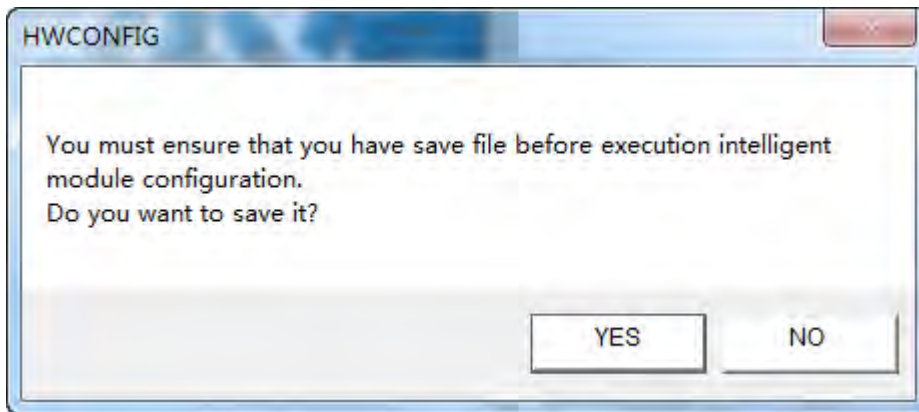 HWCONFIG
You must ensure that you have save file before execution intelligent
module configuration.
Do you want to save it?
YES
NO